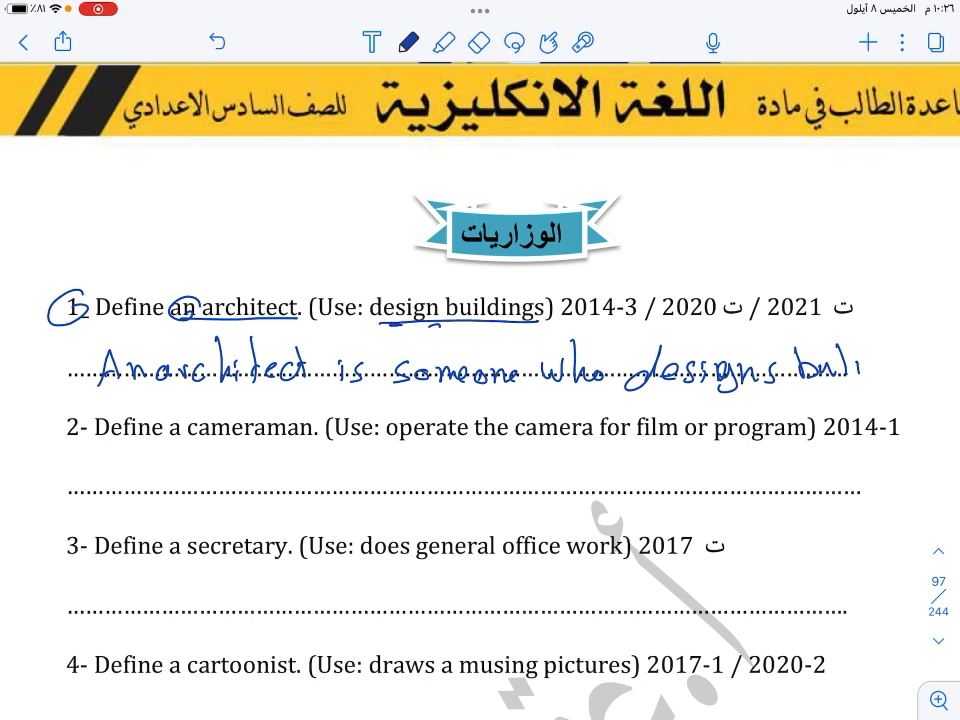 ١٠:٢٦ م الخميس ٨ أيلول
٪٨١
اعدة الطالب في مادة اللغة الانكليزية للصف السادس الاعدادي
الوزاريات
1- Define an architect. (Use: design buildings) 2014-3 / 2020 ت / 2021 ت
An architect is someone who designs buli
2- Define a cameraman. (Use: operate the camera for film or program) 2014-1
3- Define a secretary. (Use: does general office work) 2017 ت
4- Define a cartoonist. (Use: draws a musing pictures) 2017-1 / 2020-2
97
244